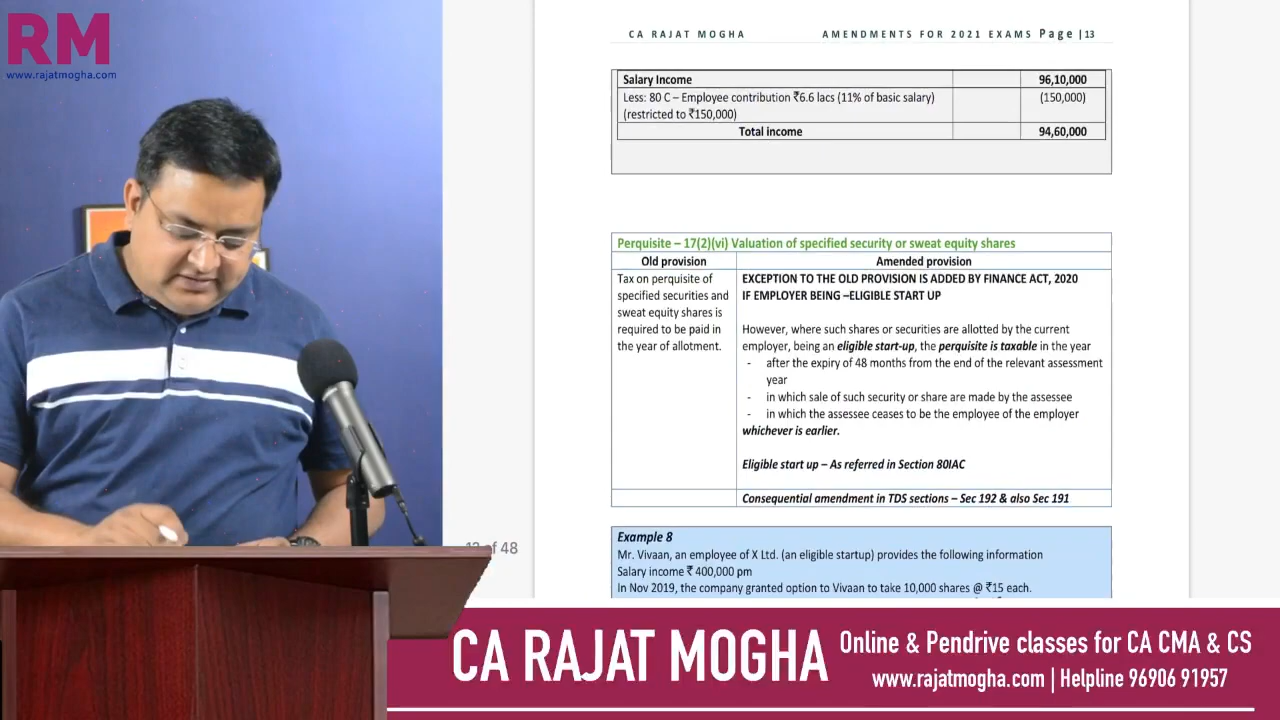 RM
www.rajatmogha.com
CA RAJAT MOGHA AMENDMENTS FOR 2021 EXAMS Page |13
Salary Income 96,10,000
Less: 80 C – Employee contribution ₹6.6 lacs (11% of basic salary) (150,000)
(restricted to ₹150,000)
Total income 94,60,000
Perquisite – 17(2)(vi) Valuation of specified security or sweat equity shares
Old provision Amended provision
Tax on perquisite of
specified securities and
sweat equity shares is
required to be paid in
the year of allotment.
EXCEPTION TO THE OLD PROVISION IS ADDED BY FINANCE ACT, 2020
IF EMPLOYER BEING –ELIGIBLE START UP
However, where such shares or securities are allotted by the current
employer, being an eligible start-up, the perquisite is taxable in the year
- after the expiry of 48 months from the end of the relevant assessment
year
- in which sale of such security or share are made by the assessee
- in which the assessee ceases to be the employee of the employer
whichever is earlier.
Eligible start up – As referred in Section 80IAC
Consequential amendment in TDS sections – Sec 192 & also Sec 191
Example 8
Mr. Vivaan, an employee of X Ltd. (an eligible startup) provides the following information
Salary income ₹ 400,000 pm
In Nov 2019, the company granted option to Vivaan to take 10,000 shares @ ₹15 each.
of 48
CA RAJAT MOGHA
Online & Pendrive classes for CA CMA & CS
www.rajatmogha.com | Helpline 96906 91957